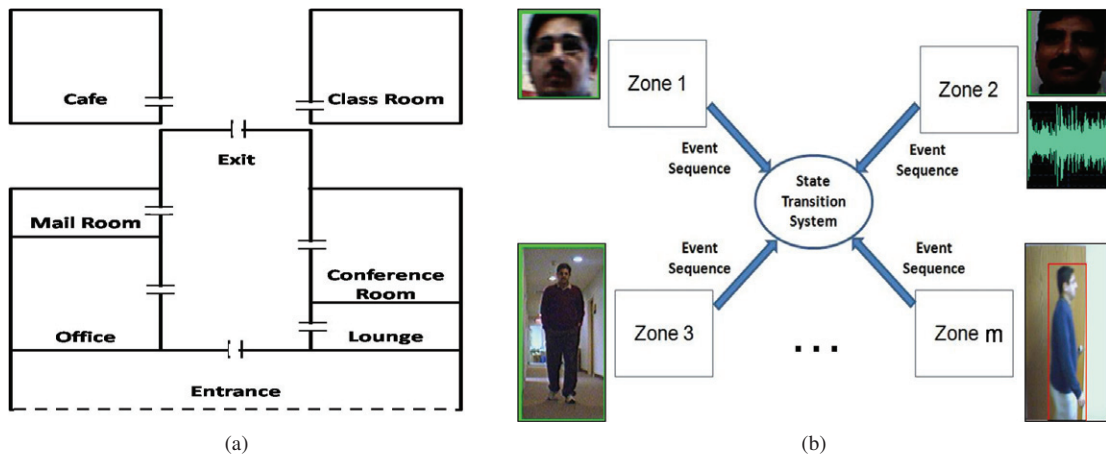 Cafe
Class Room
Exit
Mail Room
Conference
Room
Office
Lounge
Entrance
(a)
Zone 1
Zone 2
Event
Sequence
Event
Sequence
State
Transition
System
Event
Sequence
Event
Sequence
Zone 3
...
Zone m
(b)